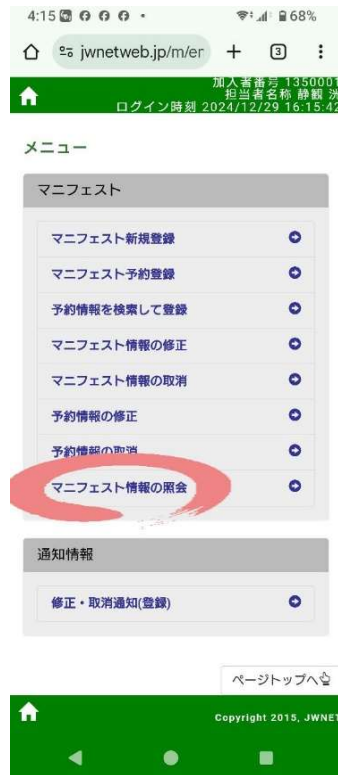 4:15
68%
jwnetweb.jp/m/er
3
加入者番号 1350001
担当者名称 静観 洸
ログイン時刻 2024/12/29 16:15:42
メニュー
マニフェスト
マニフェスト新規登録
マニフェスト予約登録
予約情報を検索して登録
マニフェスト情報の修正
マニフェスト情報の取消
予約情報の修正
予約情報の取消
マニフェスト情報の照会
通知情報
修正・取消通知(登録)
ページトップへ
Copyright 2015, JWNET